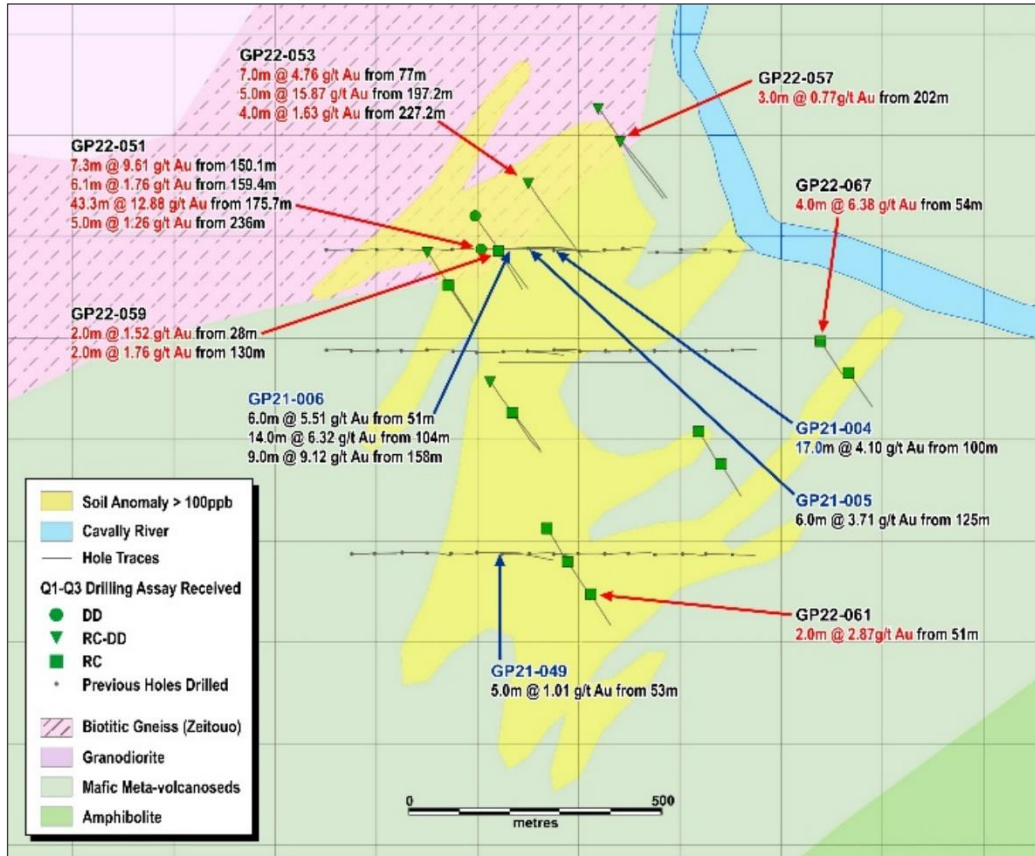 GP22-053
7.0m @ 4.76 g/t Au from 77m
5.0m @ 15.87 g/t Au from 197.2m
4.0m @ 1.63 g/t Au from 227.2m
GP22-057
3.0m @ 0.77g/t Au from 202m
GP22-051
7.3m @ 9.61 g/t Au from 150.1m
6.1m @ 1.76 g/t Au from 159.4m
43.3m @ 12.88 g/t Au from 175.7m
5.0m @ 1.26 g/t Au from 236m
GP22-067
4.0m @ 6.38 g/t Au from 54m
GP22-059
2.0m @ 1.52 g/t Au from 28m
2.0m @ 1.76 g/t Au from 130m
GP21-006
6.0m @ 5.51 g/t Au from 51m
14.0m @ 6.32 g/t Au from 104m
9.0m @ 9.12 g/t Au from 158m
GP21-004
17.0m @ 4.10 g/t Au from 100m
GP21-005
6.0m @ 3.71 g/t Au from 125m
GP22-061
2.0m @ 2.87g/t Au from 51m
GP21-049
5.0m @ 1.01 g/t Au from 53m
Soil Anomaly > 100ppb
Cavally River
Hole Traces
Q1-Q3 Drilling Assay Received
DD
RC-DD
RC
Previous Holes Drilled
Biotitic Gneiss (Zeitouo)
Granodiorite
Mafic Meta-volcanoseds
Amphibolite
0 500
metres